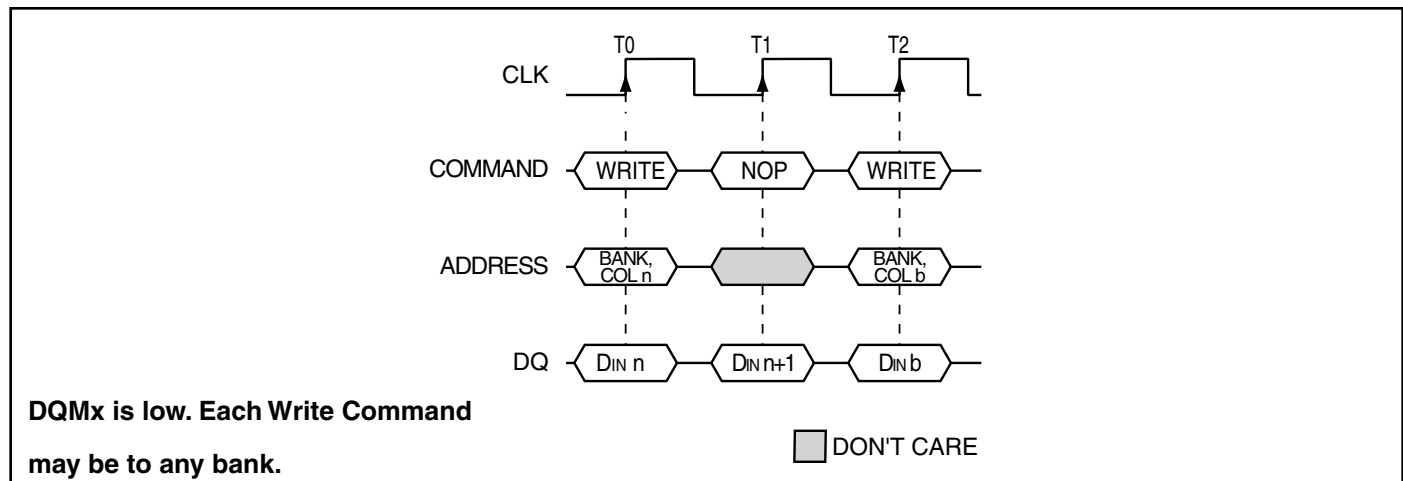 T0 T1 T2
CLK
COMMAND WRITE NOP WRITE
ADDRESS BANK, COL n BANK, COL b
DQ DIN n DIN n+1 DIN b
DQMx is low. Each Write Command
may be to any bank.
DON'T CARE